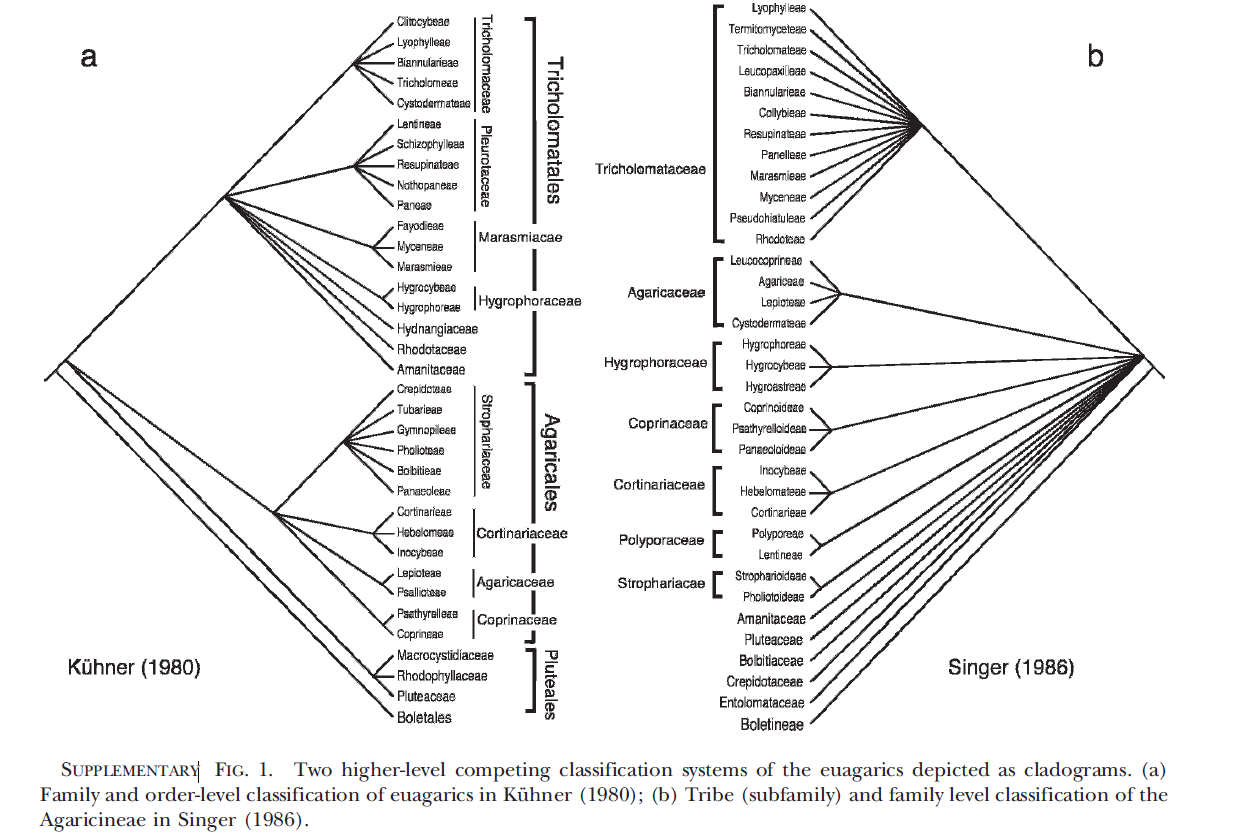 a
Clitocybeae
Lyophylleae
Biannularieae
Tricholomeae
Cystodermateae
Tricholomaceae
Lentineae
Schizophylleae
Resupinateae
Nothopaneae
Paneae
Pleurotaceae
Fayodieae
Myceneae
Marasmieae
Marasmiacae
Hygrocybeae
Hygrophoreae
Hygrophoraceae
Hydnangiaceae
Rhodotaceae
Amanitaceae
Tricholomatales
Crepidoteae
Tubarieae
Gymnopileae
Pholioteae
Bolbitieae
Panaeoleae
Strophariaceae
Cortinarieae
Hebelomeae
Inocybeae
Cortinariaceae
Lepioteae
Psallioteae
Agaricaceae
Psathyrelleae
Coprineae
Coprinaceae
Agaricales
Macrocystidiaceae
Rhodophyllaceae
Pluteaceae
Boletales
Pluteales
Kühner (1980)
b
Tricholomataceae
Lyophylleae
Termitomyceteae
Tricholomateae
Leucopaxilleae
Biannularieae
Collybieae
Resupinateae
Panelleae
Marasmieae
Myceneae
Pseudohiatuleae
Rhodoteae
Agaricaceae
Leucocoprineae
Agariceae
Lepioteae
Cystodermateae
Hygrophoraceae
Hygrophoreae
Hygrocybeae
Hygroastreae
Coprinaceae
Coprinoideae
Psathyrelloideae
Panaeoloideae
Cortinariaceae
Inocybeae
Hebelomateae
Cortinarieae
Polyporaceae
Polyporeae
Lentineae
Strophariacae
Stropharioideae
Pholiotoideae
Amanitaceae
Pluteaceae
Bolbitiaceae
Crepidotaceae
Entolomataceae
Boletineae
Singer (1986)
SUPPLEMENTARY FIG. 1. Two higher-level competing classification systems of the euagarics depicted as cladograms. (a)
Family and order-level classification of euagarics in Kühner (1980); (b) Tribe (subfamily) and family level classification of the
Agaricineae in Singer (1986).